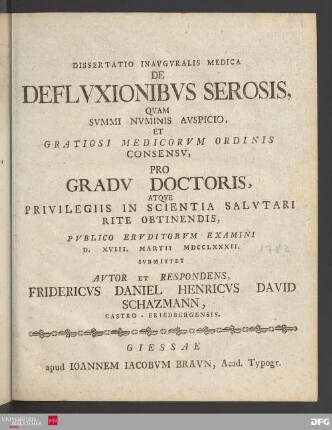 DISSERTATIO INAVGVRALIS MEDICA
DE
DEFLVXIONIBVS SEROSIS,
QVAM
SVMMI NVMINIS AVSPICIO,
ET
GRATIOSI MEDICORVM ORDINIS
CONSENSV,
PRO
GRADV DOCTORIS,
ATQVE
PRIVILEGIIS IN SCIENTIA SALVTARI
RITE OBTINENDIS,
PVBLICO ERVDITORVM EXAMINI
D. XVIII. MARTII MDCCLXXXII.
1782
SVBMITTET
AVTOR ET RESPONDENS,
FRIDERICVS DANIEL HENRICVS DAVID
SCHAZMANN,
CASTRO - FRIEDBERGENSIS.
GIESSAE
apud IOANNEM IACOBVM BRAVN, Acad. Typogr.
DFG